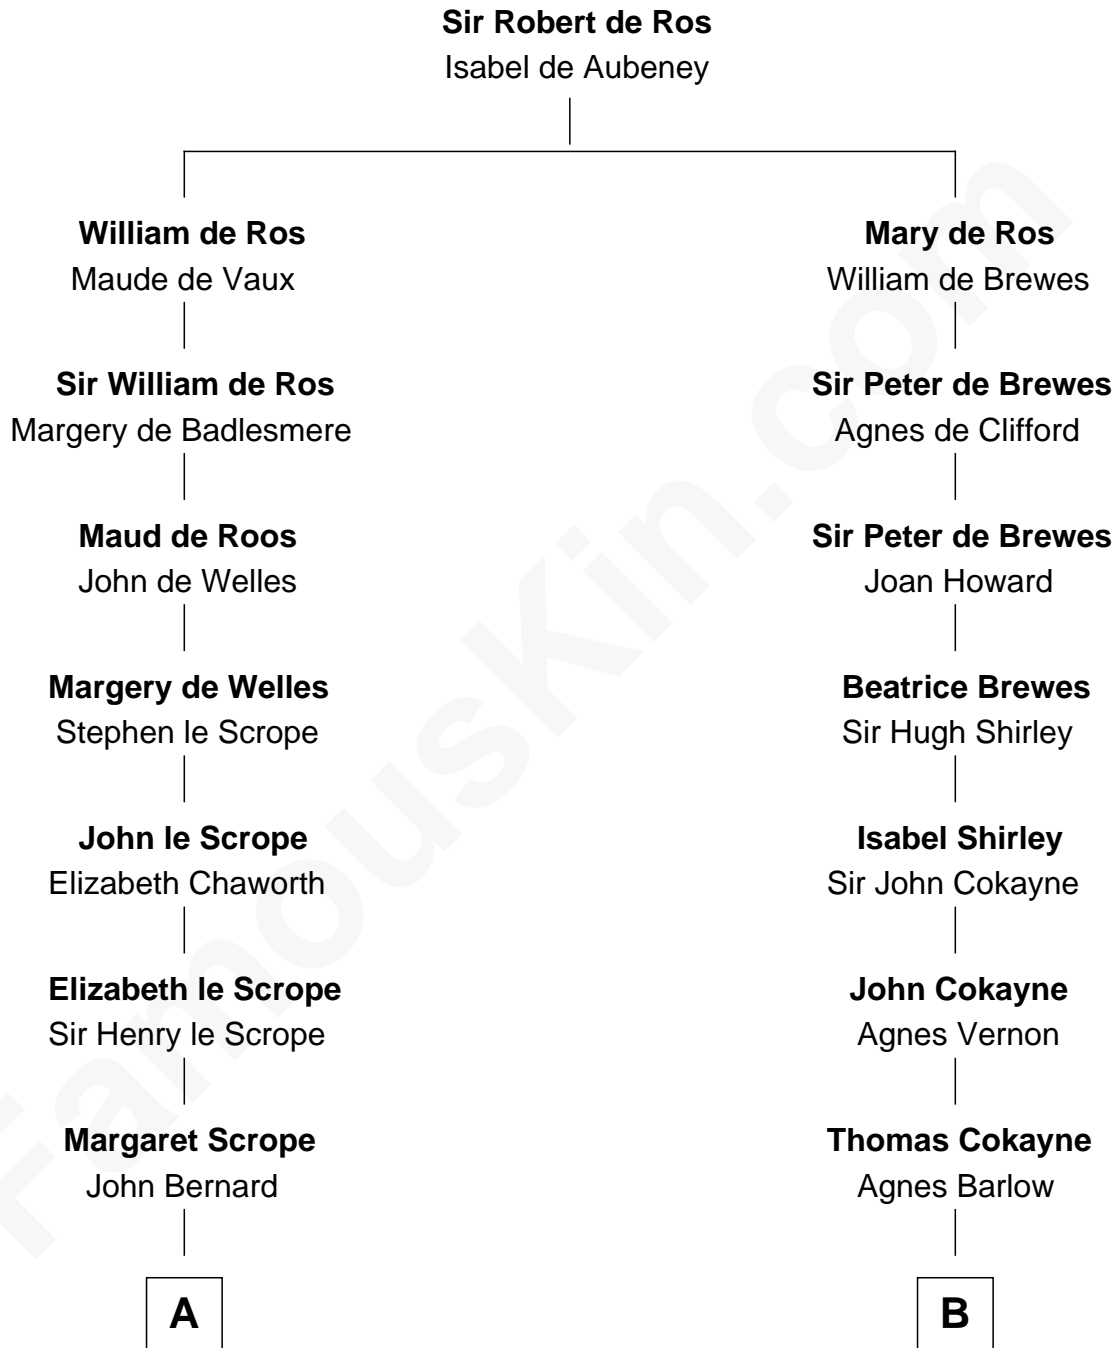 Sir Robert de Ros
Isabel de Aubeney
William de Ros
Maude de Vaux
Mary de Ros
William de Brewes
Sir William de Ros
Margery de Badlesmere
Sir Peter de Brewes
Agnes de Clifford
Maud de Roos
John de Welles
Sir Peter de Brewes
Joan Howard
Margery de Welles
Stephen le Scrope
Beatrice Brewes
Sir Hugh Shirley
John le Scrope
Elizabeth Chaworth
Isabel Shirley
Sir John Cokayne
Elizabeth le Scrope
Sir Henry le Scrope
John Cokayne
Agnes Vernon
Margaret Scrope
John Bernard
Thomas Cokayne
Agnes Barlow
A
B
FamousKin.com